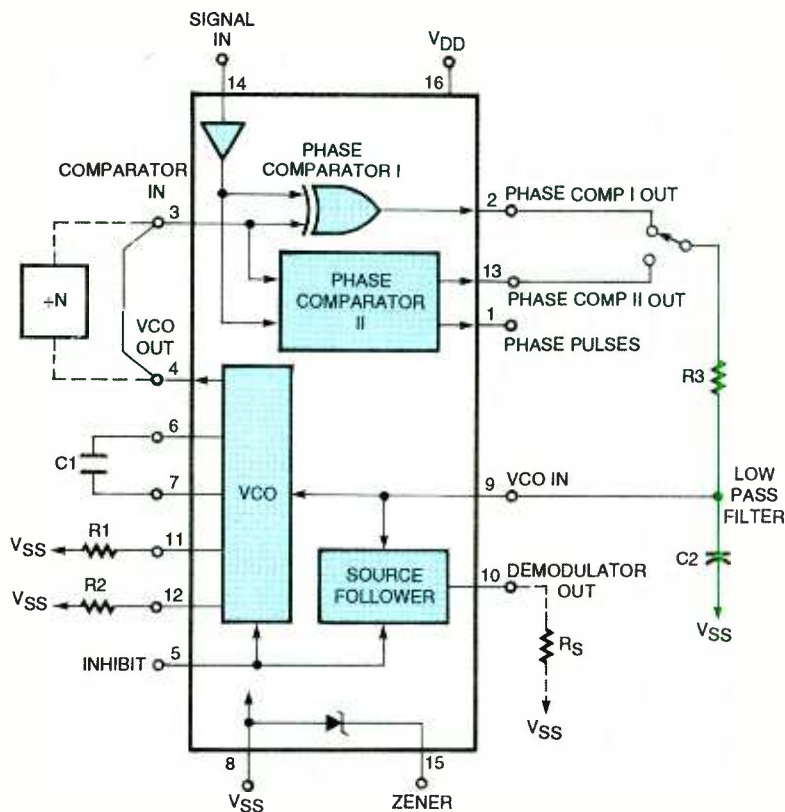 SIGNAL
IN
VDD
14
16
COMPARATOR
IN
PHASE
COMPARATOR I
3
2
PHASE COMP I OUT
÷N
PHASE
COMPARATOR
II
13
PHASE COMP II OUT
1
PHASE PULSES
VCO
OUT
4
R3
6
C1
7
VCO
9
VCO IN
LOW
PASS
FILTER
VSS
R1
11
VSS
R2
12
SOURCE
FOLLOWER
10
DEMODULATOR
OUT
C2
VSS
INHIBIT
5
RS
VSS
8
15
VSS
ZENER